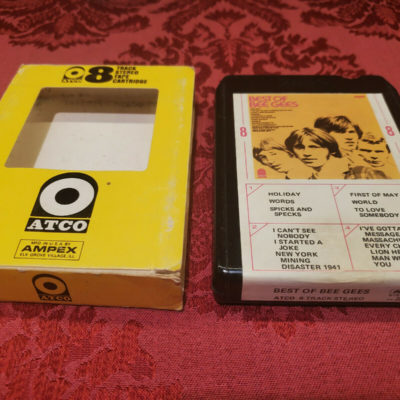 8
TRACK
STEREO
TAPE
CARTRIDGE
ATCO
MFD IN U.S.A. BY
AMPEX
ELK GROVE VILLAGE, ILL
ATCO
BEST OF
BEE GEES
8
8
1
HOLIDAY
WORDS
SPICKS AND
SPECKS
3
FIRST OF MAY
WORLD
TO LOVE
SOMEBODY
2
I CAN'T SEE
NOBODY
I STARTED A
JOKE
NEW YORK
MINING
DISASTER 1941
4
I'VE GOTTA
MESSAGE
MASSACHU
EVERY C
LION HE
MAN W
YOU
BEST OF BEE GEES
ATCO 8 TRACK STEREO